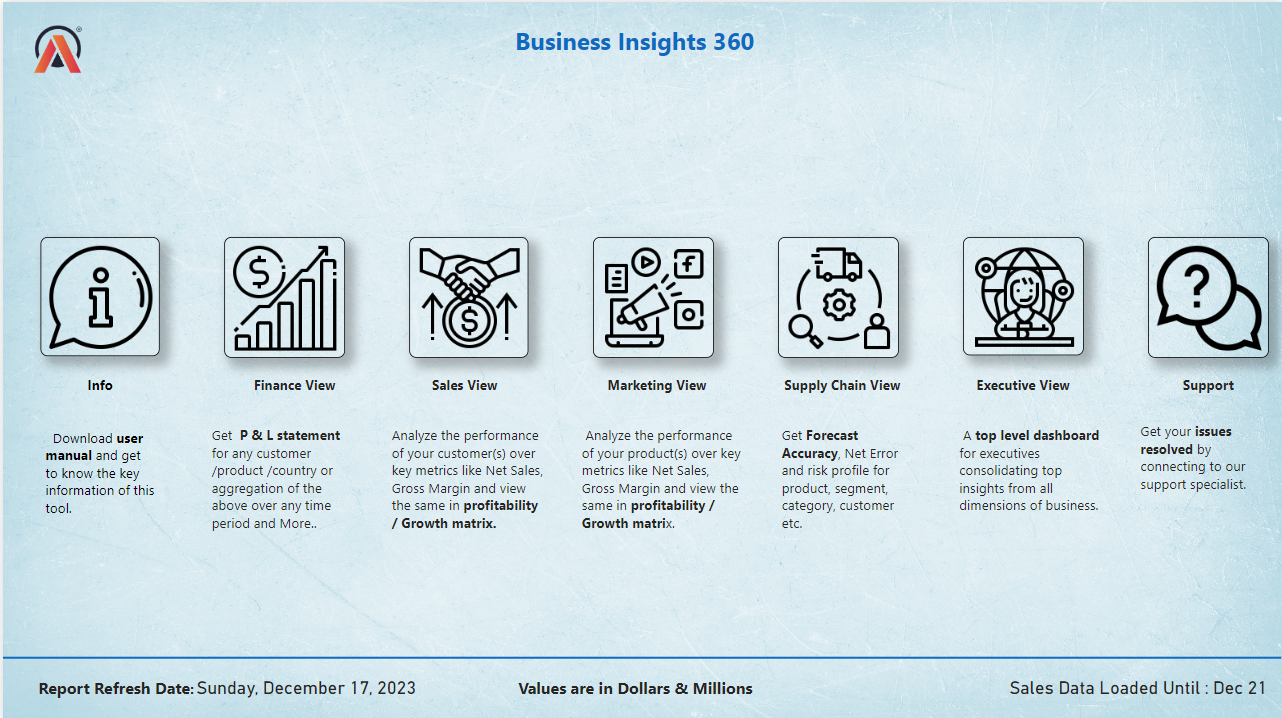 ®
Business Insights 360
Info
Download user
manual and get
to know the key
information of this
tool.
Finance View
Get P & L statement
for any customer
/product /country or
aggregation of the
above over any time
period and More..
Sales View
Analyze the performance
of your customer(s) over
key metrics like Net Sales,
Gross Margin and view
the same in profitability
/ Growth matrix.
Marketing View
Analyze the performance
of your product(s) over key
metrics like Net Sales,
Gross Margin and view the
same in profitability /
Growth matrix.
Supply Chain View
Get Forecast
Accuracy, Net Error
and risk profile for
product, segment,
category, customer
etc.
Executive View
A top level dashboard
for executives
consolidating top
insights from all
dimensions of business.
Support
Get your issues
resolved by
connecting to our
support specialist.
Report Refresh Date: Sunday, December 17, 2023
Values are in Dollars & Millions
Sales Data Loaded Until : Dec 21